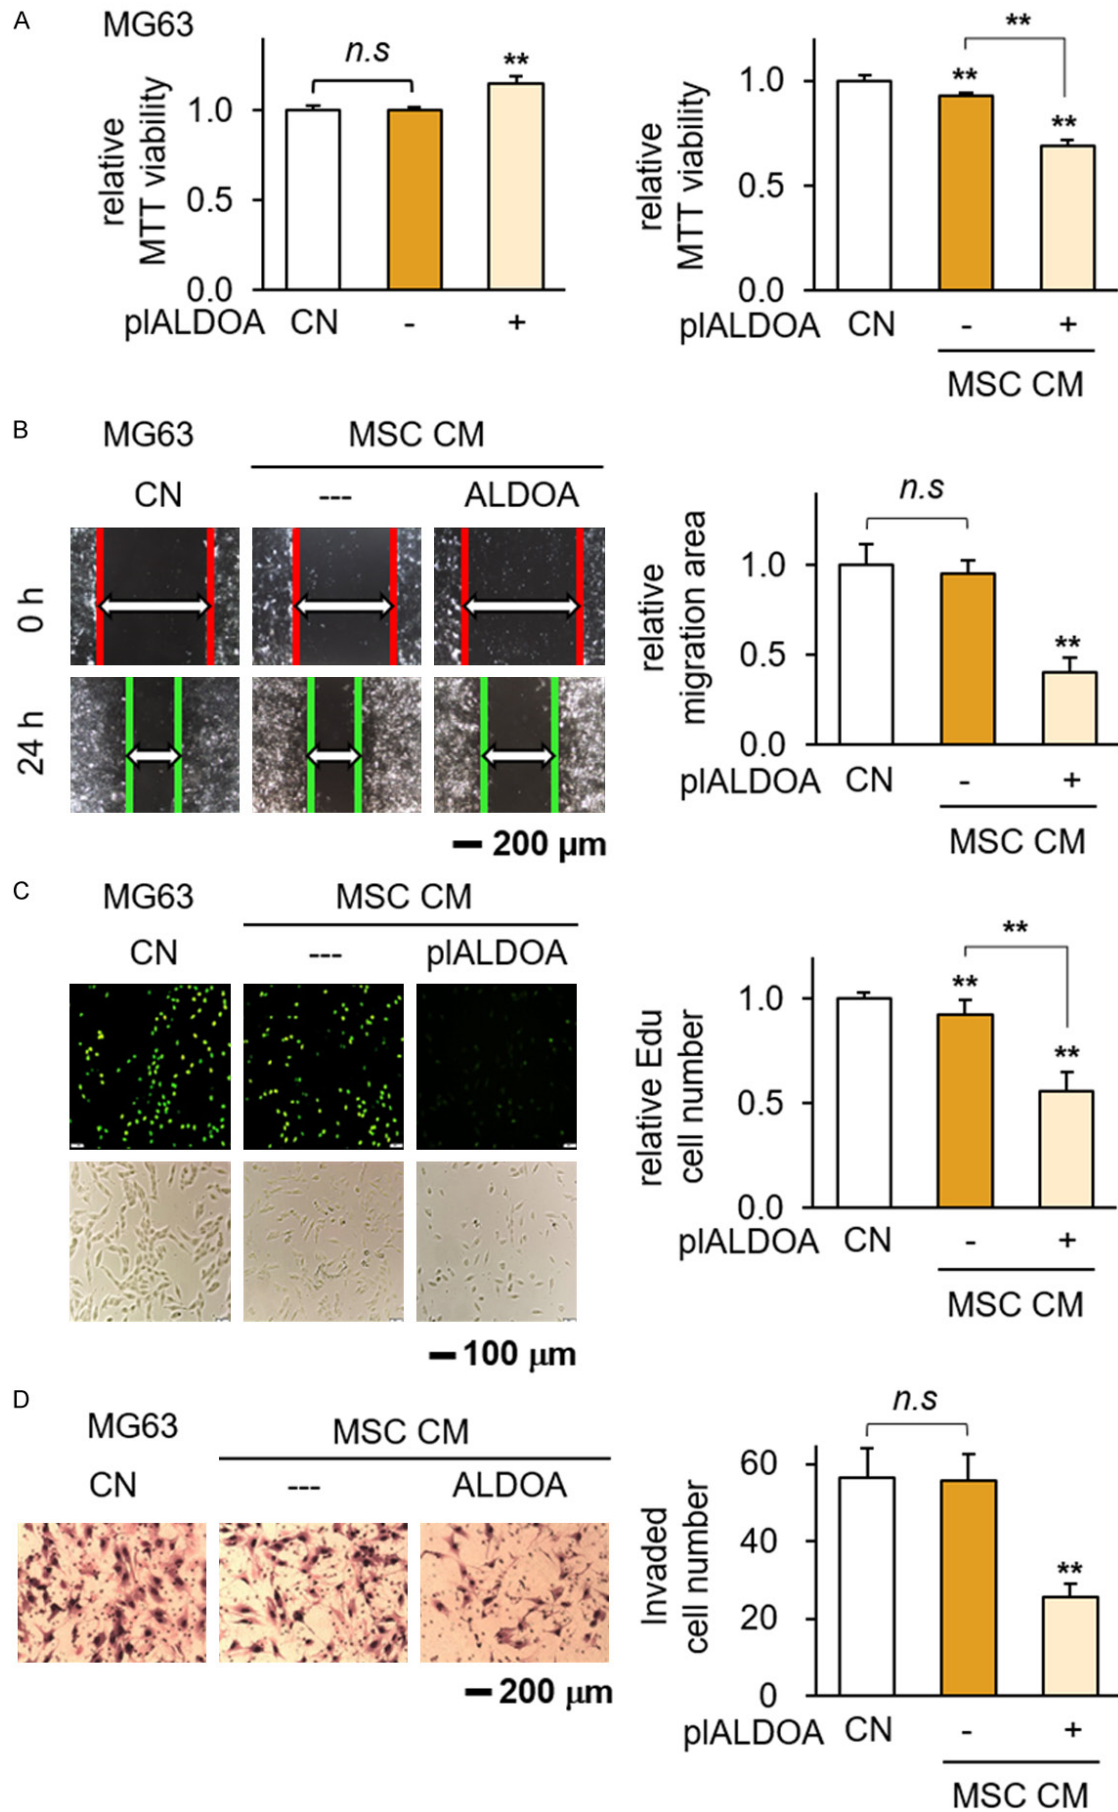 A
MG63
n.s
**
relative
MTT viability
1.0
0.5
0.0
plALDOA CN - +
**
**
**
relative
MTT viability
1.0
0.5
0.0
plALDOA CN - +
MSC CM
B
MG63 MSC CM
CN --- ALDOA
0 h
24 h
200 μm
n.s
**
relative
migration area
1.0
0.5
0.0
plALDOA CN - +
MSC CM
C
MG63 MSC CM
CN --- plALDOA
100 μm
**
**
**
relative Edu
cell number
1.0
0.5
0.0
plALDOA CN - +
MSC CM
D
MG63 MSC CM
CN --- ALDOA
200 μm
n.s
**
Invaded
cell number
60
40
20
0
plALDOA CN - +
MSC CM